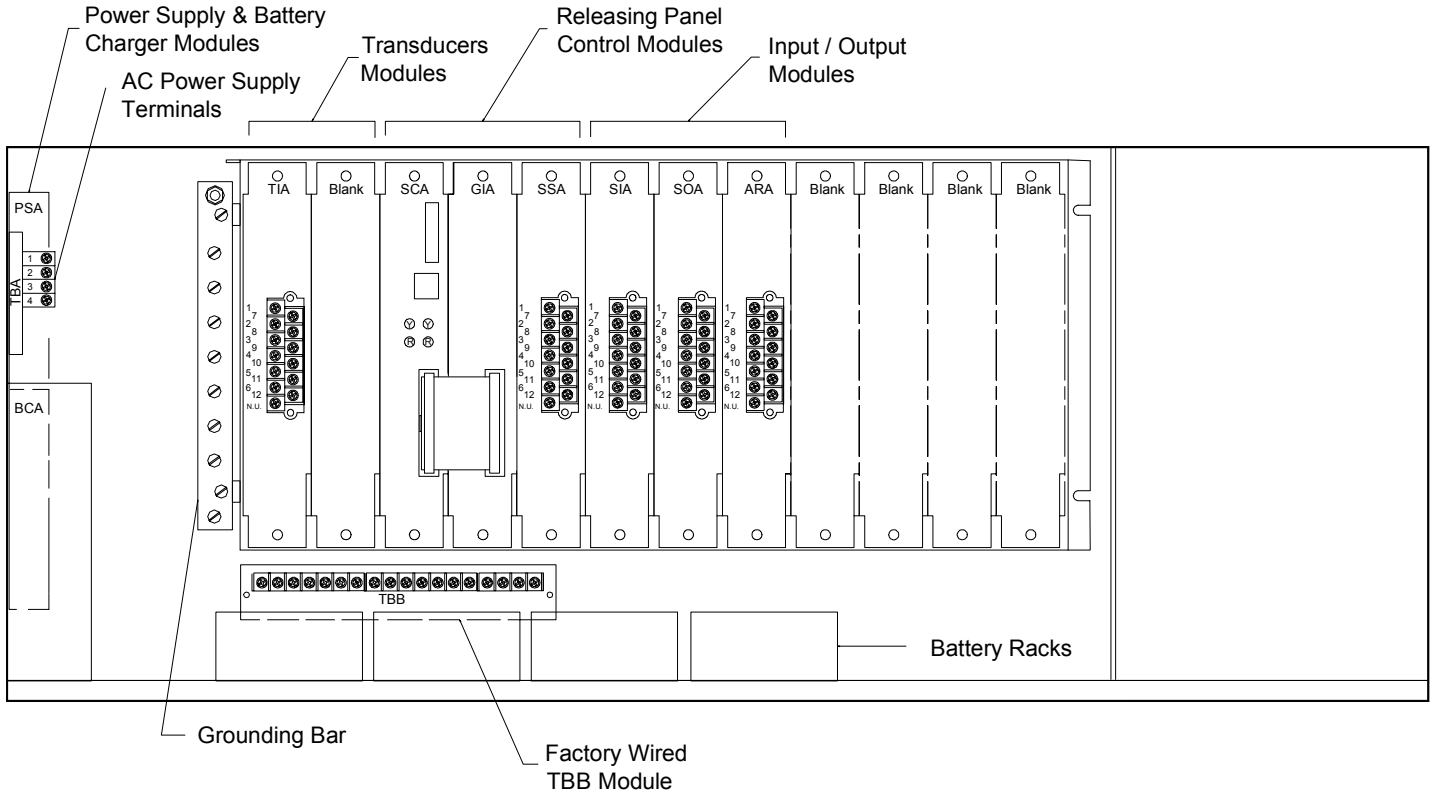 Power Supply & Battery
Charger Modules
AC Power Supply
Terminals
Transducers
Modules
Releasing Panel
Control Modules
Input / Output
Modules
PSA
TBA
1
2
3
4
BCA
TIA
Blank
SCA
GIA
SSA
SIA
SOA
ARA
Blank
Blank
Blank
Blank
1
7
2
8
3
9
4
10
5
11
6
12
N.U.
Y Y
R R
1
7
2
8
3
9
4
10
5
11
6
12
N.U.
1
7
2
8
3
9
4
10
5
11
6
12
N.U.
1
7
2
8
3
9
4
10
5
11
6
12
N.U.
1
7
2
8
3
9
4
10
5
11
6
12
N.U.
TBB
Battery Racks
Grounding Bar
Factory Wired
TBB Module